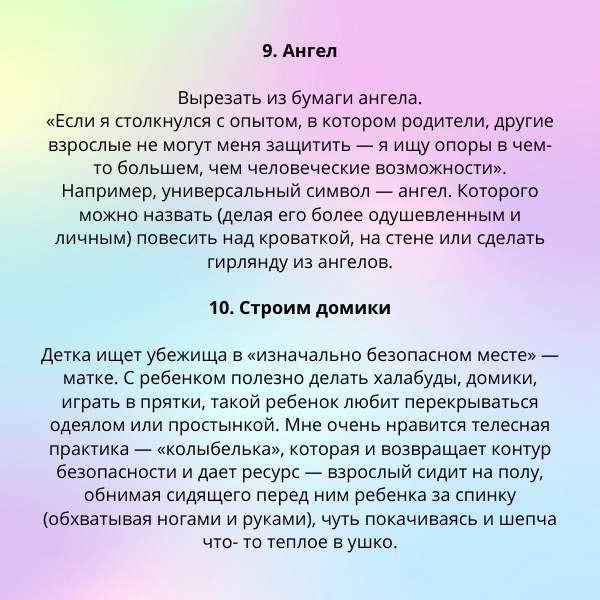 9. Ангел
Вырезать из бумаги ангела.
«Если я столкнулся с опытом, в котором родители, другие
взрослые не могут меня защитить — я ищу опоры в чем-
то большем, чем человеческие возможности».
Например, универсальный символ — ангел. Которого
можно назвать (делая его более одушевленным и
личным) повесить над кроваткой, на стене или сделать
гирлянду из ангелов.
10. Строим домики
Детка ищет убежища в «изначально безопасном месте» —
матке. С ребенком полезно делать халабуды, домики,
играть в прятки, такой ребенок любит перекрываться
одеялом или простынкой. Мне очень нравится телесная
практика — «колыбелька», которая и возвращает контур
безопасности и дает ресурс — взрослый сидит на полу,
обнимая сидящего перед ним ребенка за спинку
(обхватывая ногами и руками), чуть покачиваясь и шепча
что- то теплое в ушко.